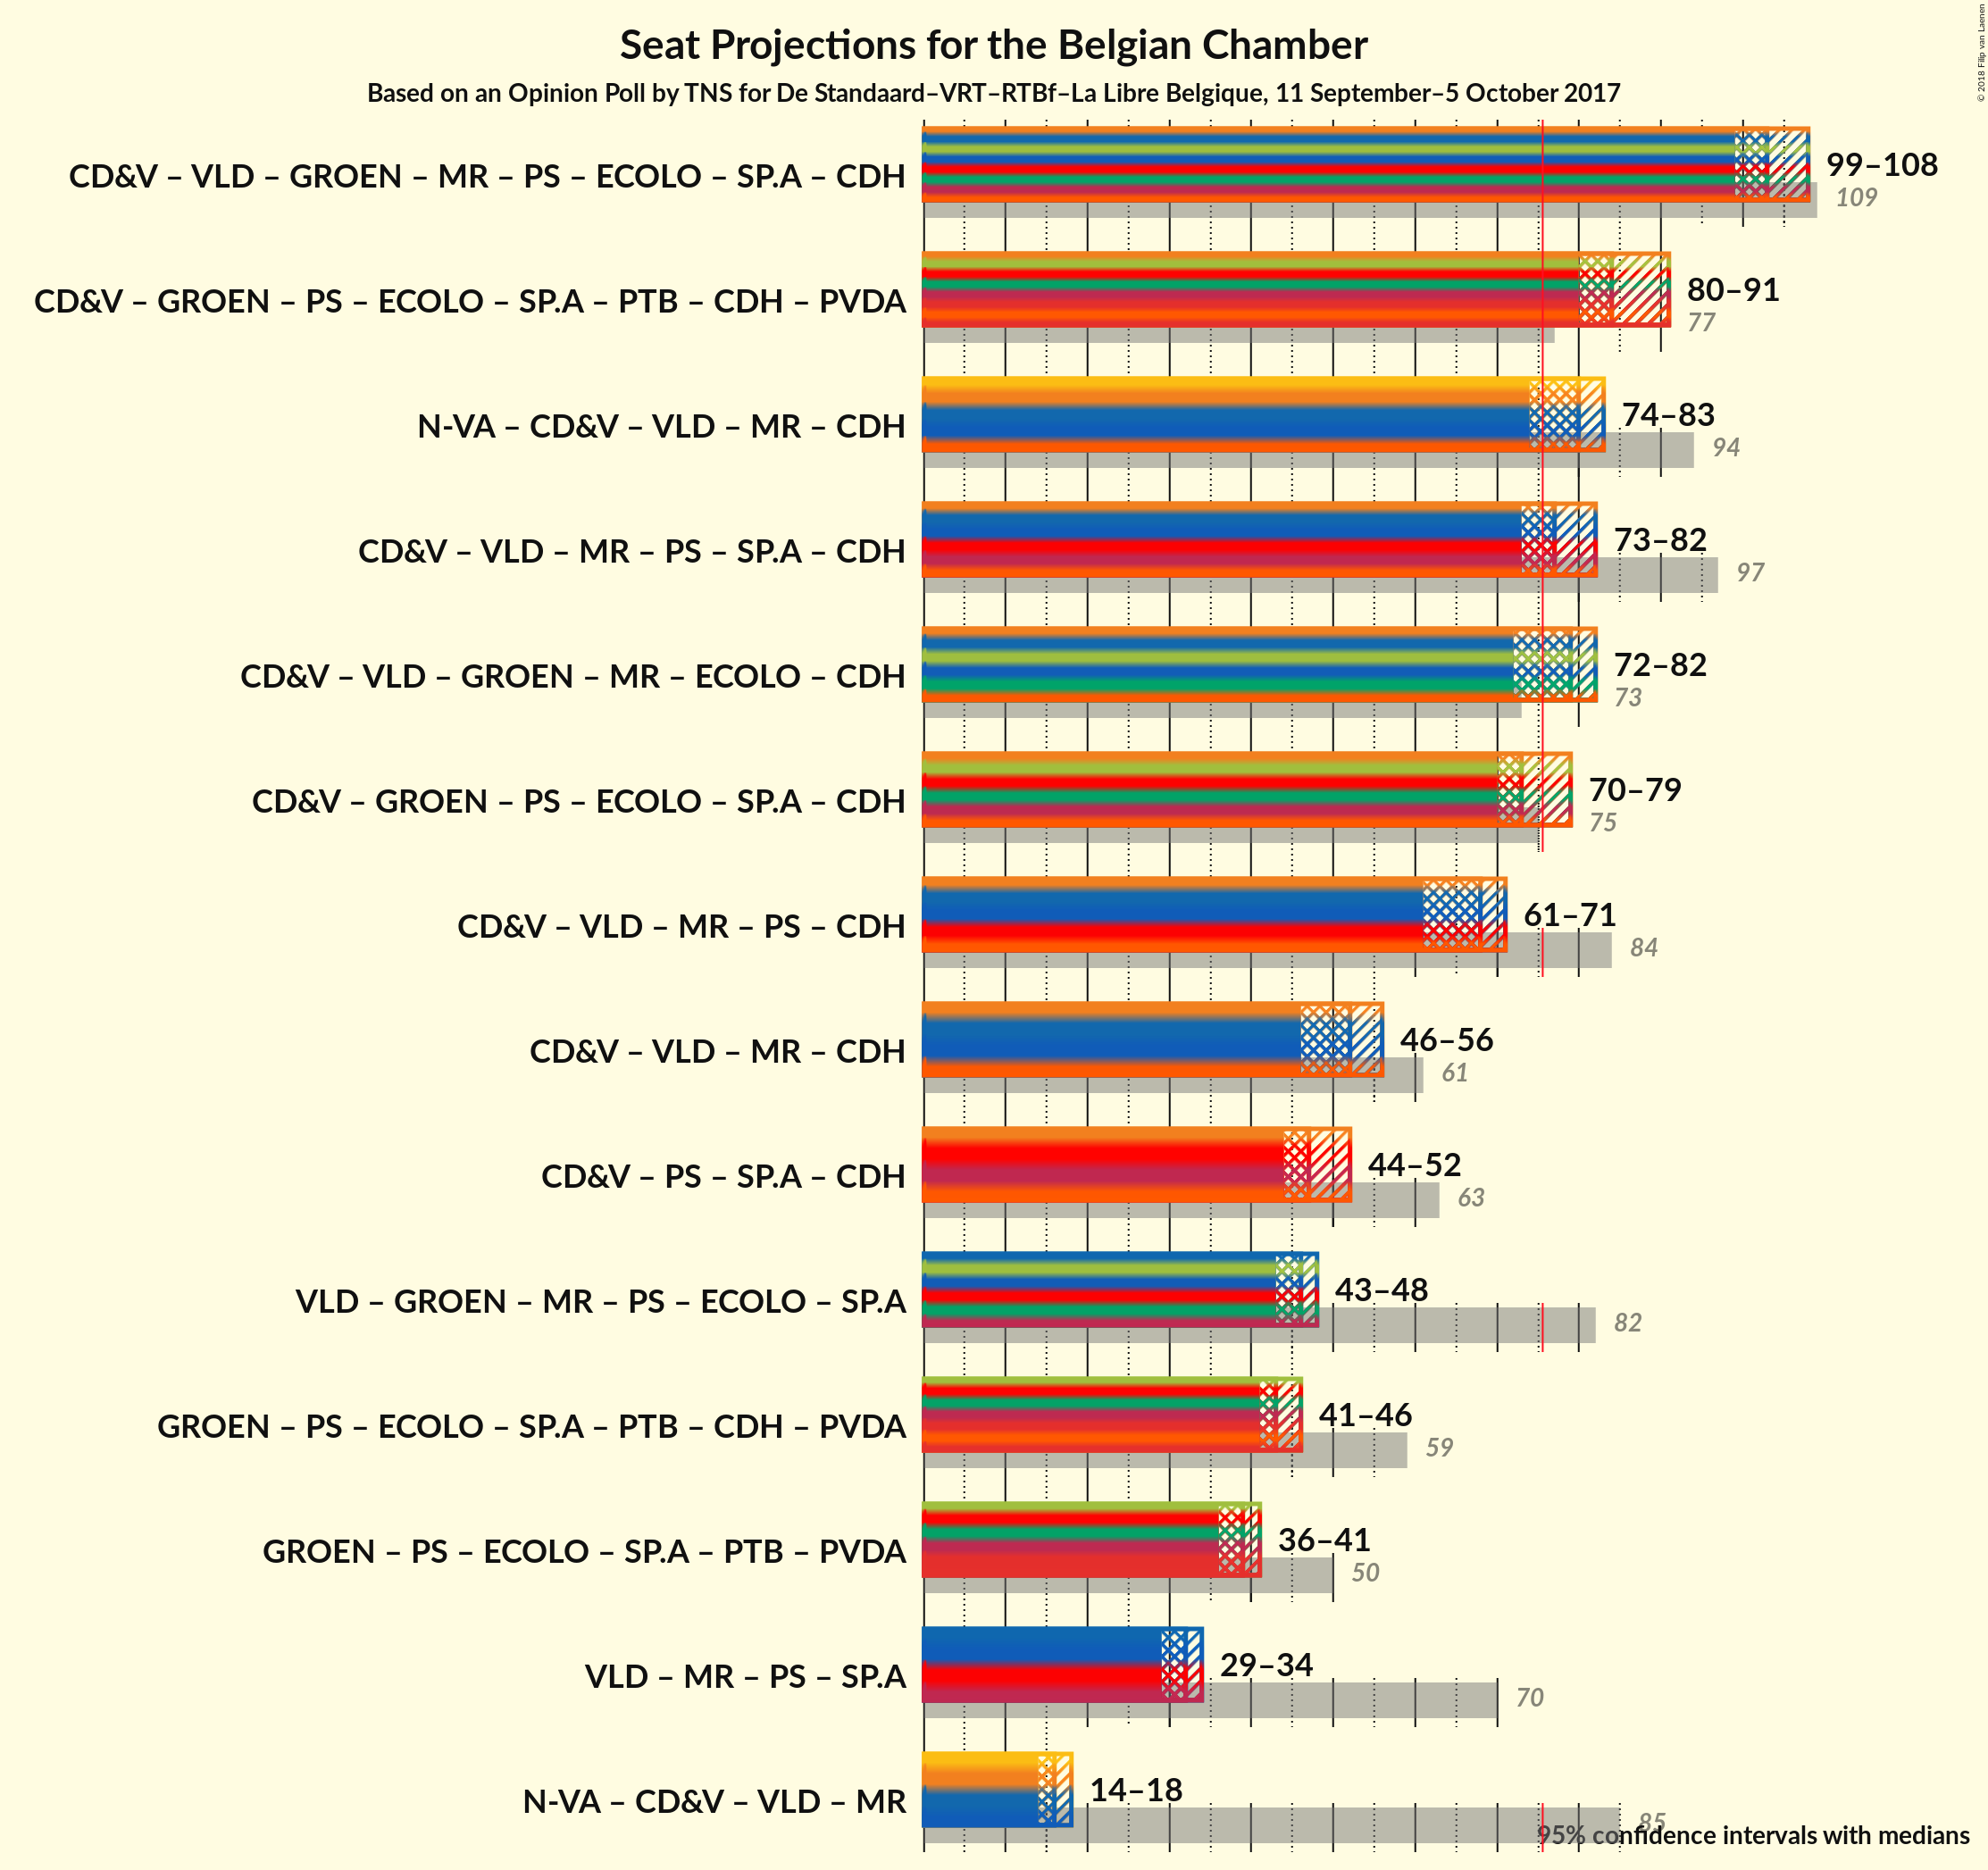 Seat Projections for the Belgian Chamber
Based on an Opinion Poll by TNS for De Standaard–VRT–RTBf–La Libre Belgique, 11 September–5 October 2017
© 2018 Filip van Laenen
CD&V – VLD – GROEN – MR – PS – ECOLO – SP.A – CDH
99–108
109
CD&V – GROEN – PS – ECOLO – SP.A – PTB – CDH – PVDA
80–91
77
N-VA – CD&V – VLD – MR – CDH
74–83
94
CD&V – VLD – MR – PS – SP.A – CDH
73–82
97
CD&V – VLD – GROEN – MR – ECOLO – CDH
72–82
73
CD&V – GROEN – PS – ECOLO – SP.A – CDH
70–79
75
CD&V – VLD – MR – PS – CDH
61–71
84
CD&V – VLD – MR – CDH
46–56
61
CD&V – PS – SP.A – CDH
44–52
63
VLD – GROEN – MR – PS – ECOLO – SP.A
43–48
82
GROEN – PS – ECOLO – SP.A – PTB – CDH – PVDA
41–46
59
GROEN – PS – ECOLO – SP.A – PTB – PVDA
36–41
50
VLD – MR – PS – SP.A
29–34
70
N-VA – CD&V – VLD – MR
14–18
85
95% confidence intervals with medians